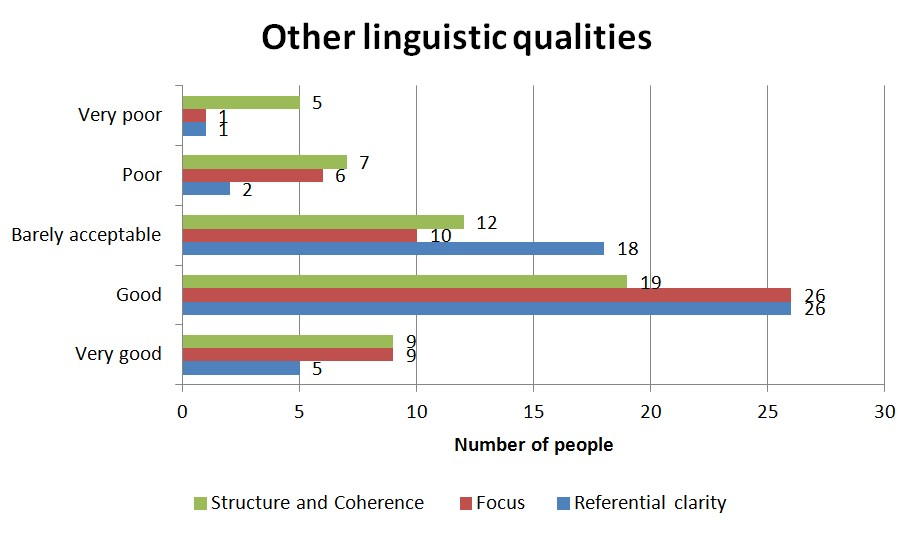 Other linguistic qualities
Very poor
5
1
1
Poor
7
6
2
Barely acceptable
12
10
18
Good
19
26
26
Very good
9
9
5
0 5 10 15 20 25 30
Number of people
Structure and Coherence Focus Referential clarity